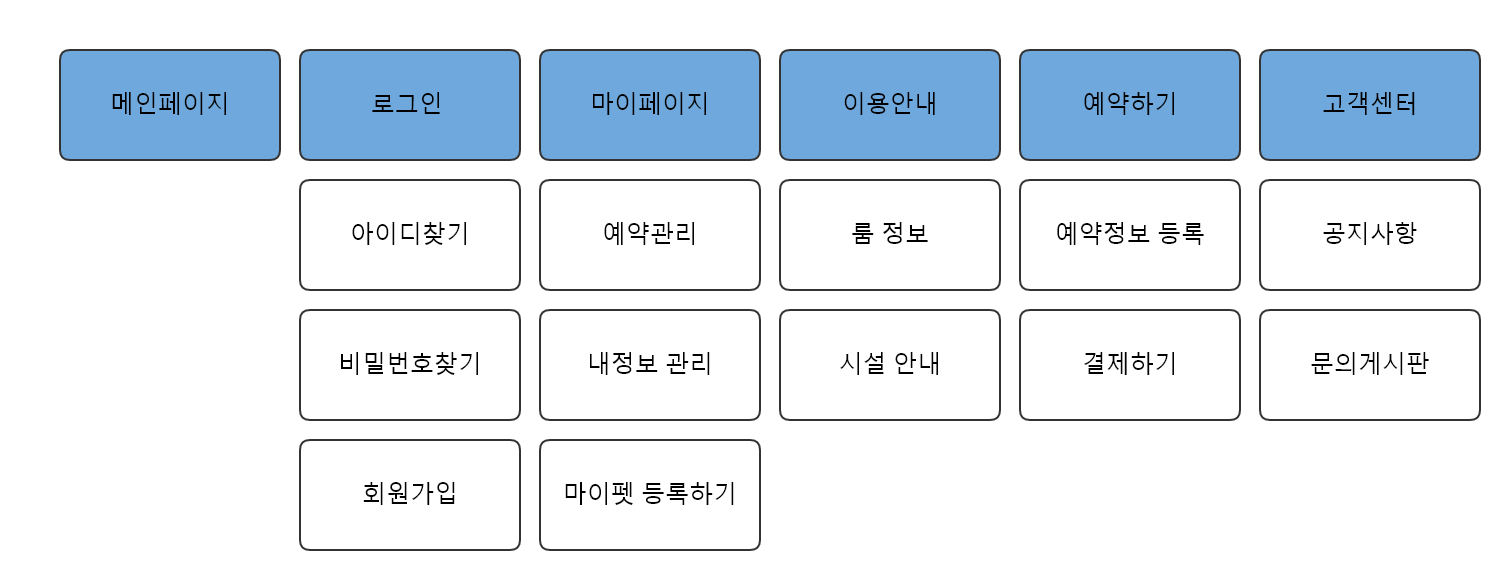 메인페이지
로그인
마이페이지
이용안내
예약하기
고객센터
아이디찾기
예약관리
룸 정보
예약정보 등록
공지사항
비밀번호찾기
내정보 관리
시설 안내
결제하기
문의게시판
회원가입
마이펫 등록하기